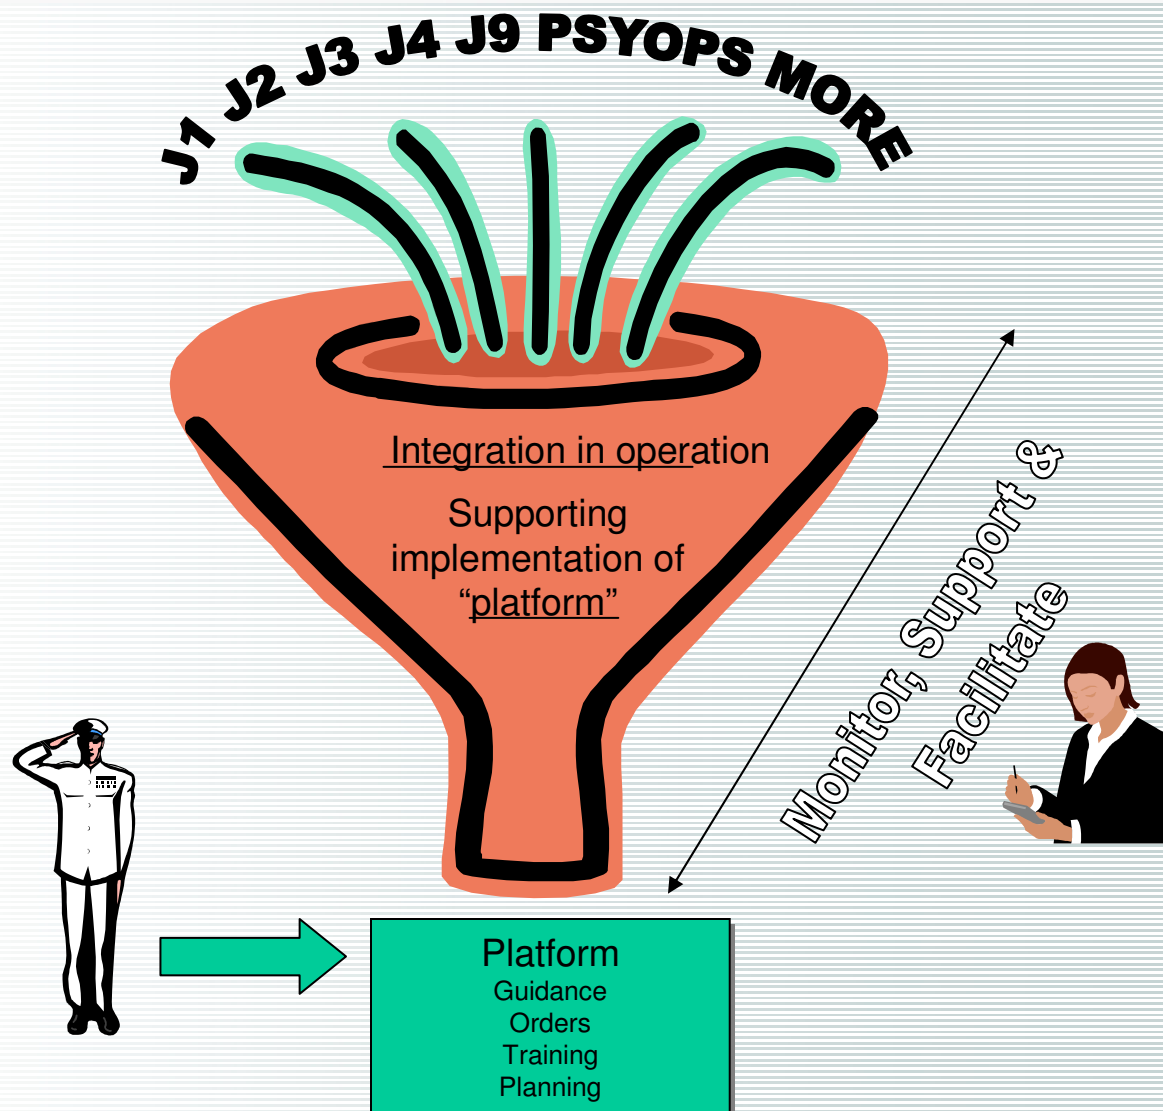 J1 J2 J3 J4 J9 PSYOPS MORE
Integration in operation
Supporting
implementation of
“platform”
Monitor, Support &
Facilitate
Platform
Guidance
Orders
Training
Planning